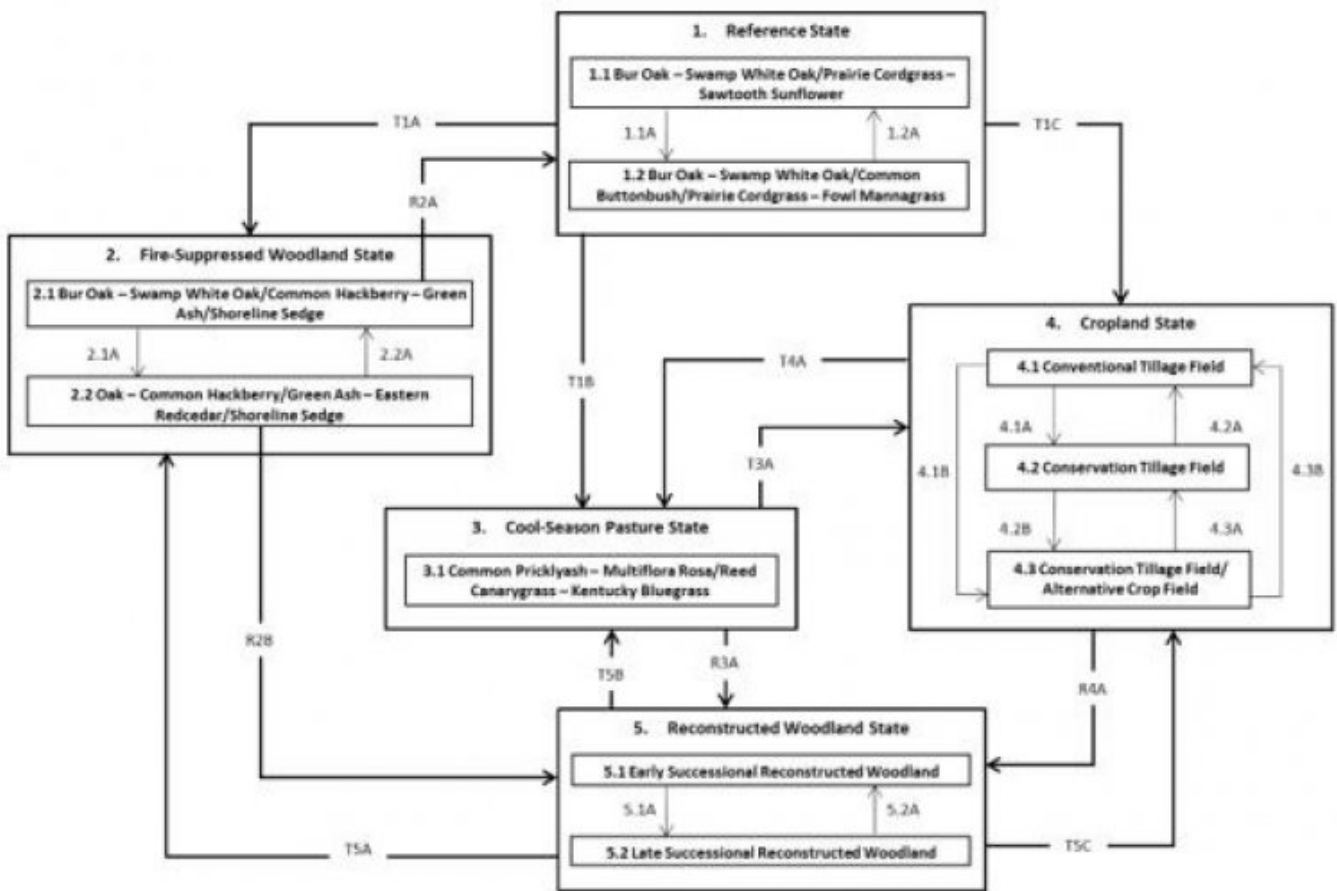 1. Reference State
1.1 Bur Oak – Swamp White Oak/Prairie Cordgrass –
Sawtooth Sunflower
1.1A
1.2A
1.2 Bur Oak – Swamp White Oak/Common
Buttonbush/Prairie Cordgrass – Fowl Mannagrass
T1A
T1C
R2A
2. Fire-Suppressed Woodland State
2.1 Bur Oak – Swamp White Oak/Common Hackberry – Green
Ash/Shoreline Sedge
2.1A
2.2A
2.2 Oak – Common Hackberry/Green Ash – Eastern
Redcedar/Shoreline Sedge
T1B
T4A
T3A
4. Cropland State
4.1 Conventional Tillage Field
4.1A
4.2A
4.1B
4.3B
4.2 Conservation Tillage Field
4.2B
4.3A
4.3 Conservation Tillage Field/
Alternative Crop Field
3. Cool-Season Pasture State
3.1 Common Pricklyash – Multiflora Rosa/Reed
Canarygrass – Kentucky Bluegrass
R2B
T5B
R3A
R4A
5. Reconstructed Woodland State
5.1 Early Successional Reconstructed Woodland
5.1A
5.2A
5.2 Late Successional Reconstructed Woodland
T5A
T5C